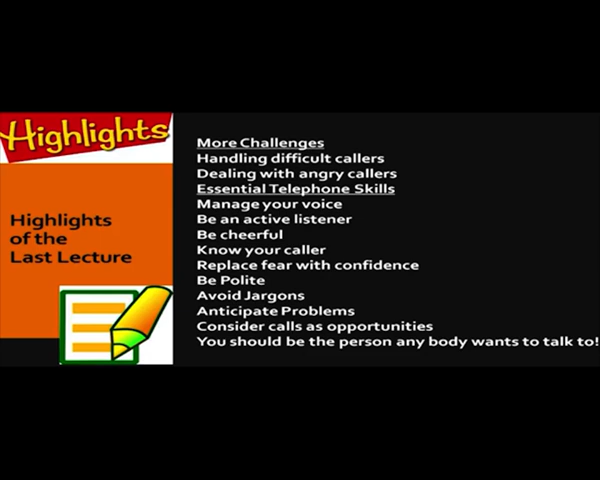 Highlights
Highlights
of the
Last Lecture
More Challenges
Handling difficult callers
Dealing with angry callers
Essential Telephone Skills
Manage your voice
Be an active listener
Be cheerful
Know your caller
Replace fear with confidence
Be Polite
Avoid Jargons
Anticipate Problems
Consider calls as opportunities
You should be the person any body wants to talk to!